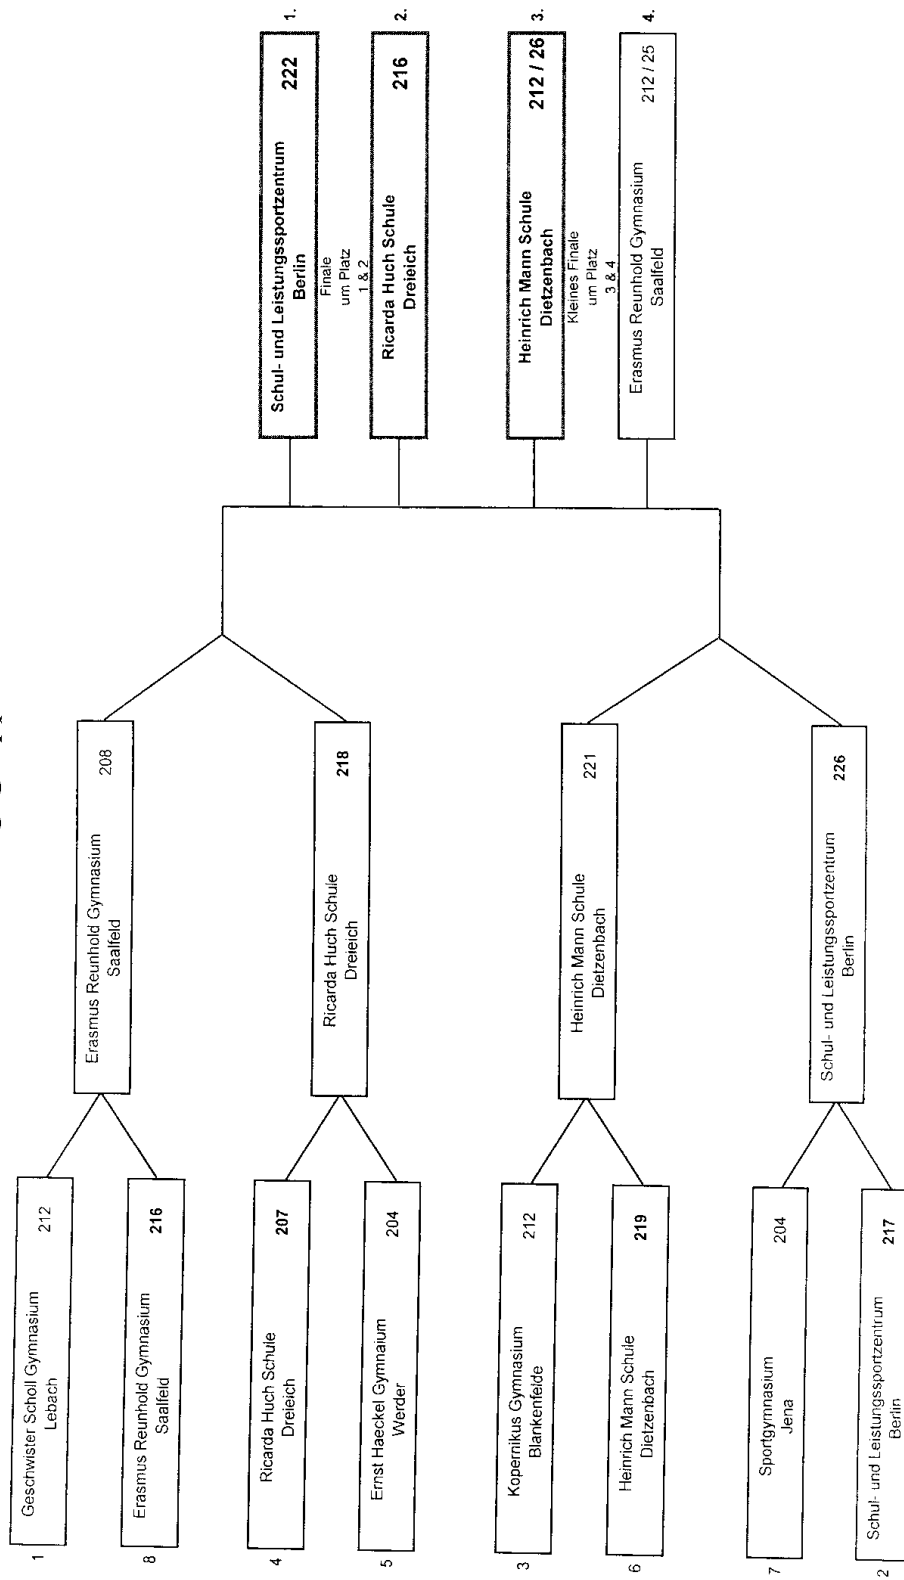 1 Geschwister Scholl Gymnasium 212
Lebach
8 Erasmus Reunhold Gymnasium 216
Saalfeld
4 Ricarda Huch Schule 207
Dreieich
5 Ernst Haeckel Gymnaium 204
Werder
3 Kopernikus Gymnasium 212
Blankenfelde
6 Heinrich Mann Schule 219
Dietzenbach
7 Sportgymnasium 204
Jena
2 Schul- und Leistungssportzentrum 217
Berlin
Erasmus Reunhold Gymnasium 208
Saalfeld
Ricarda Huch Schule 218
Dreieich
Heinrich Mann Schule 221
Dietzenbach
Schul- und Leistungssportzentrum 226
Berlin
Schul- und Leistungssportzentrum 222 1.
Berlin
Finale
um Platz
1 & 2
Ricarda Huch Schule 216 2.
Dreieich
Heinrich Mann Schule 212 / 26 3.
Dietzenbach
Kleines Finale
um Platz
3 & 4
Erasmus Reunhold Gymnasium 212 / 25 4.
Saalfeld